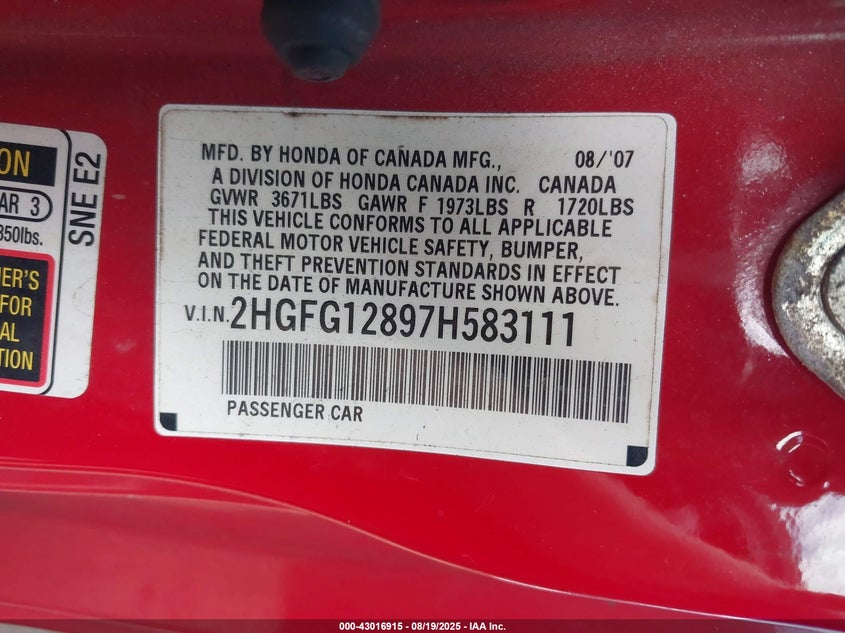 MFD. BY HONDA OF CANADA MFG., 08/'07
A DIVISION OF HONDA CANADA INC. CANADA
GVWR 3671LBS GAWR F 1973LBS R 1720LBS
THIS VEHICLE CONFORMS TO ALL APPLICABLE
FEDERAL MOTOR VEHICLE SAFETY, BUMPER,
AND THEFT PREVENTION STANDARDS IN EFFECT
ON THE DATE OF MANUFACTURE SHOWN ABOVE.
V.I.N. 2HGFG12897H583111
PASSENGER CAR
ON
AR 3
350lbs.
ER'S
FOR
AL
TION
SNE E2
000-43016915 - 08/19/2025 - IAA Inc.